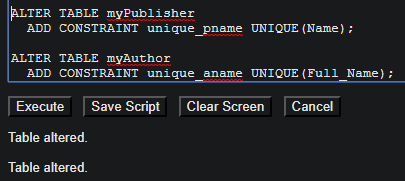 ALTER TABLE myPublisher
ADD CONSTRAINT unique_pname UNIQUE(Name);
ALTER TABLE myAuthor
ADD CONSTRAINT unique_aname UNIQUE(Full_Name);
Execute Save Script Clear Screen Cancel
Table altered.
Table altered.